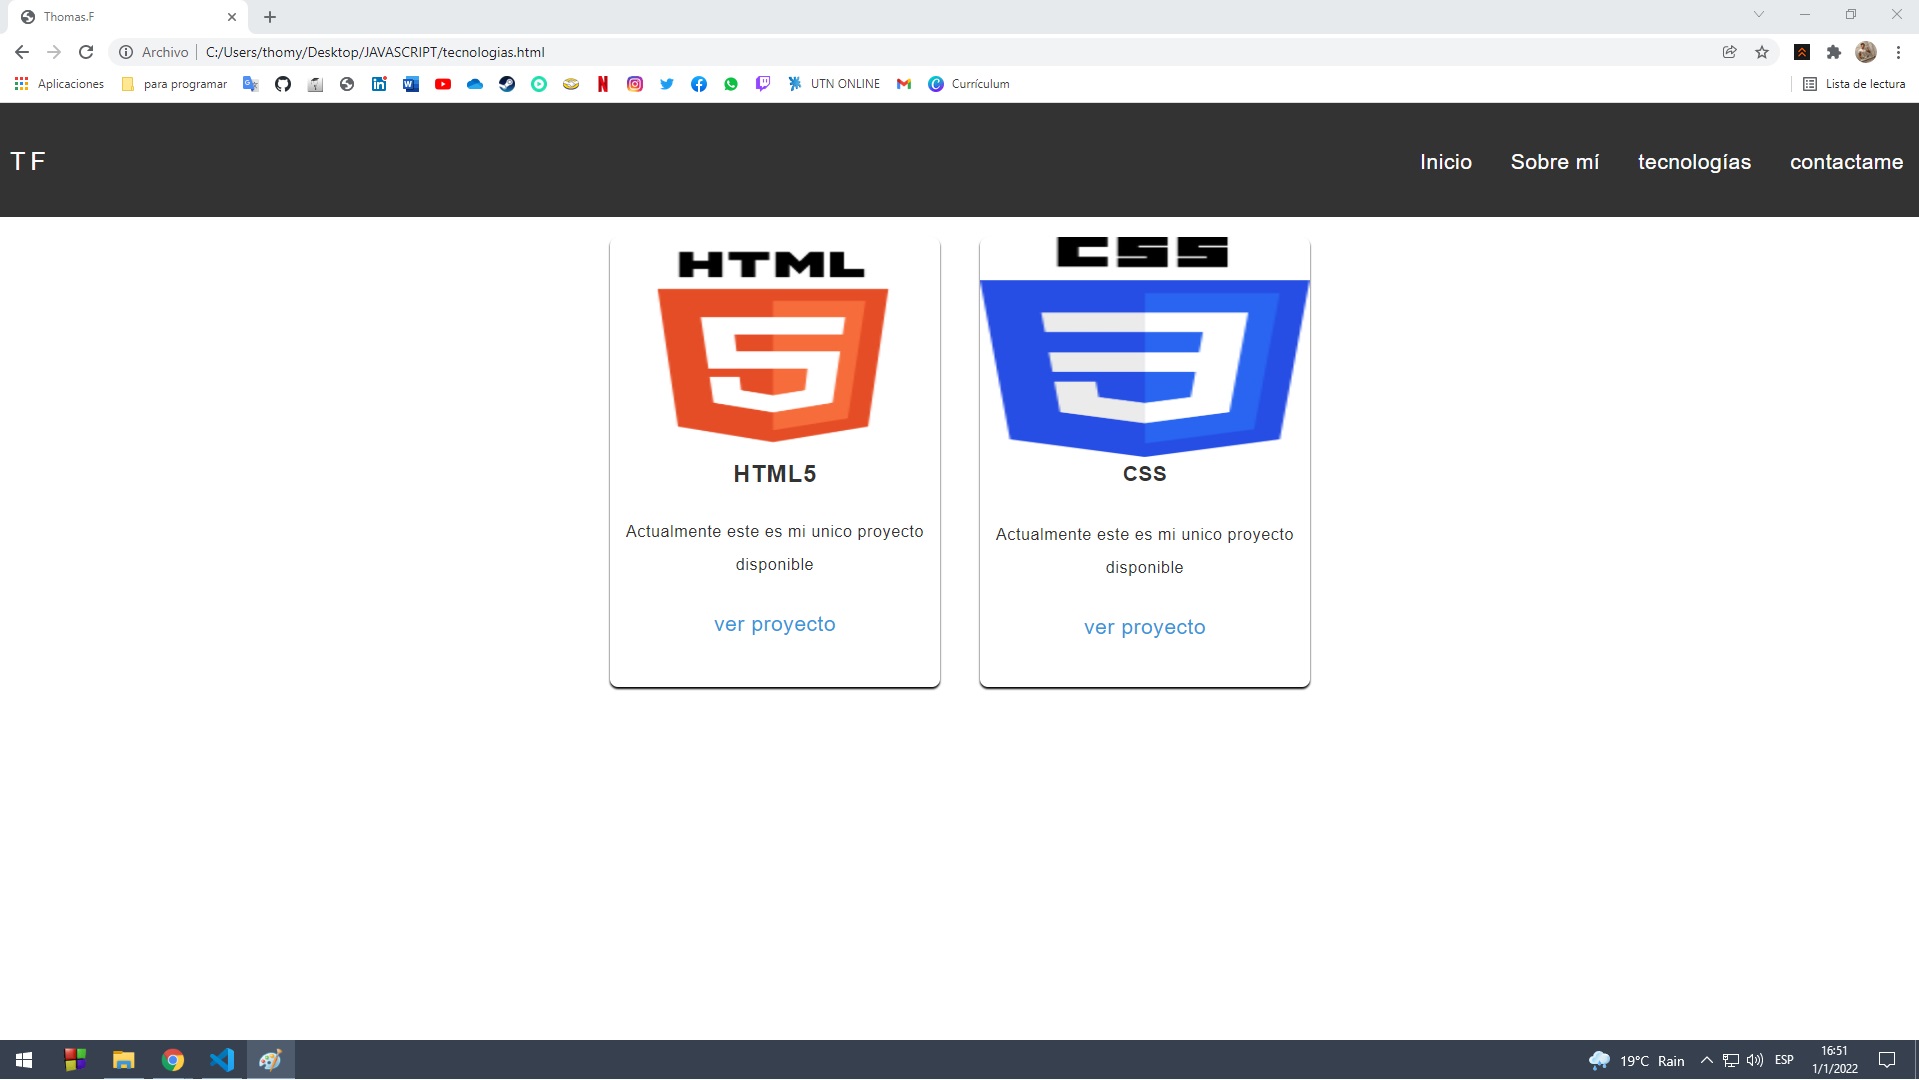 Thomas.F
Archivo C:/Users/thomy/Desktop/JAVASCRIPT/tecnologias.html
Aplicaciones para programar UTN ONLINE Currículum Lista de lectura
T F Inicio Sobre mí tecnologías contactame
HTML
5
HTML5
Actualmente este es mi unico proyecto
disponible
ver proyecto
CSS
3
CSS
Actualmente este es mi unico proyecto
disponible
ver proyecto
19°C Rain ESP
16:51
1/1/2022